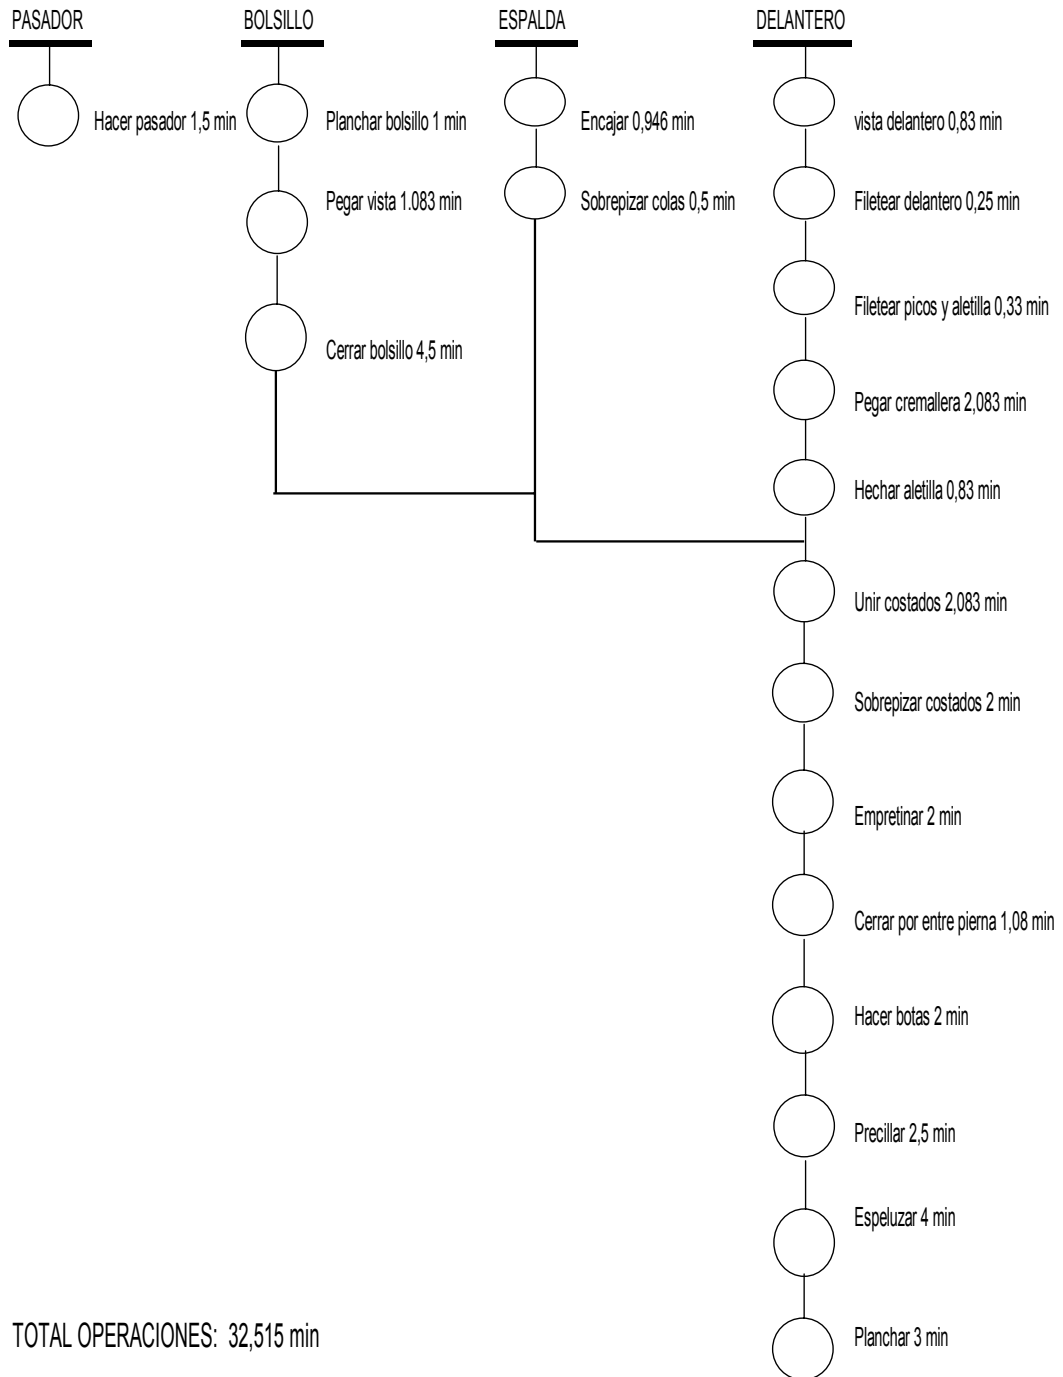 PASADOR
BOLSILLO
ESPALDA
DELANTERO
Hacer pasador 1,5 min
Planchar bolsillo 1 min
Pegar vista 1.083 min
Cerrar bolsillo 4,5 min
Encajar 0,946 min
Sobrepizar colas 0,5 min
vista delantero 0,83 min
Filetear delantero 0,25 min
Filetear picos y aletilla 0,33 min
Pegar cremallera 2,083 min
Hechar aletilla 0,83 min
Unir costados 2,083 min
Sobrepizar costados 2 min
Empretinar 2 min
Cerrar por entre pierna 1,08 min
Hacer botas 2 min
Precillar 2,5 min
Espeluzar 4 min
Planchar 3 min
TOTAL OPERACIONES: 32,515 min